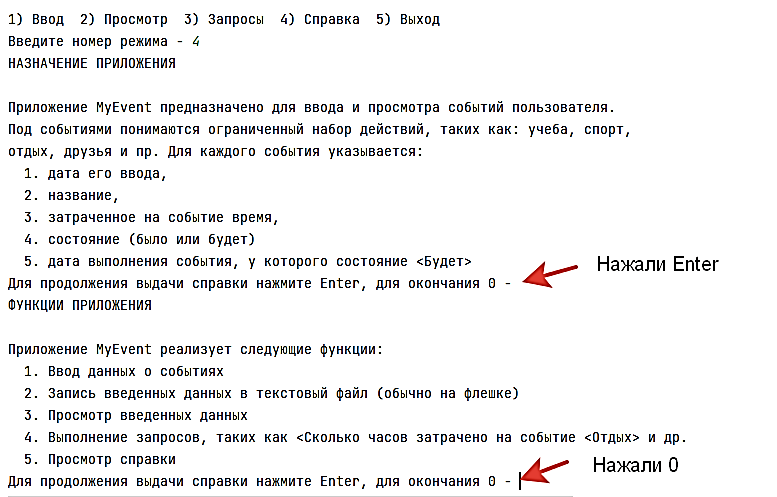 1) Ввод  2) Просмотр  3) Запросы  4) Справка  5) Выход
Введите номер режима - 4
НАЗНАЧЕНИЕ ПРИЛОЖЕНИЯ
Приложение MyEvent предназначено для ввода и просмотра событий пользователя.
Под событиями понимаются ограниченный набор действий, таких как: учеба, спорт,
отдых, друзья и пр. Для каждого события указывается:
1. дата его ввода,
2. название,
3. затраченное на событие время,
4. состояние (было или будет)
5. дата выполнения события, у которого состояние <Будет>
Для продолжения выдачи справки нажмите Enter, для окончания 0 -
Нажали Enter
ФУНКЦИИ ПРИЛОЖЕНИЯ
Приложение MyEvent реализует следующие функции:
1. Ввод данных о событиях
2. Запись введенных данных в текстовый файл (обычно на флешке)
3. Просмотр введенных данных
4. Выполнение запросов, таких как <Сколько часов затрачено на событие <Отдых> и др.
5. Просмотр справки
Для продолжения выдачи справки нажмите Enter, для окончания 0 -
Нажали 0